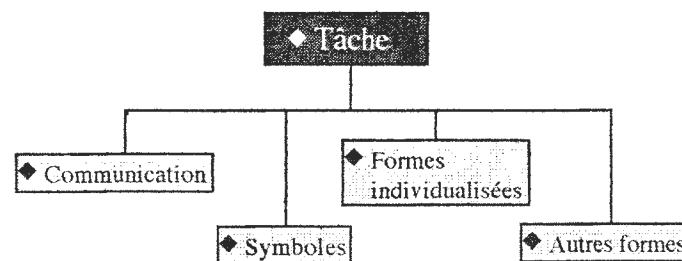 ◆ Tâche
◆ Communication
◆ Formes
individualisées
◆ Symboles
◆ Autres formes